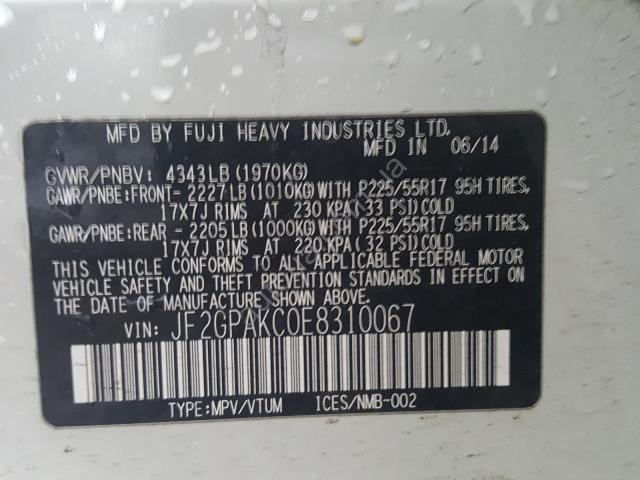 MFD BY FUJI HEAVY INDUSTRIES LTD.
MFD IN 06/14
GVWR/PNBV: 4343LB (1970KG)
GAWR/PNBE:FRONT- 2227LB (1010KG) WITH P225/55R17 95H TIRES,
17X7J RIMS AT 230 KPA (33 PSI) COLD
GAWR/PNBE:REAR - 2205LB (1000KG) WITH P225/55R17 95H TIRES,
17X7J RIMS AT 220 KPA (32 PSI) COLD
THIS VEHICLE CONFORMS TO ALL APPLICABLE FEDERAL MOTOR
VEHICLE SAFETY AND THEFT PREVENTION STANDARDS IN EFFECT ON
THE DATE OF MANUFACTURE SHOWN ABOVE.
VIN: JF2GPAKC0E8310067
TYPE:MPV/VTUM ICES/NMB-002